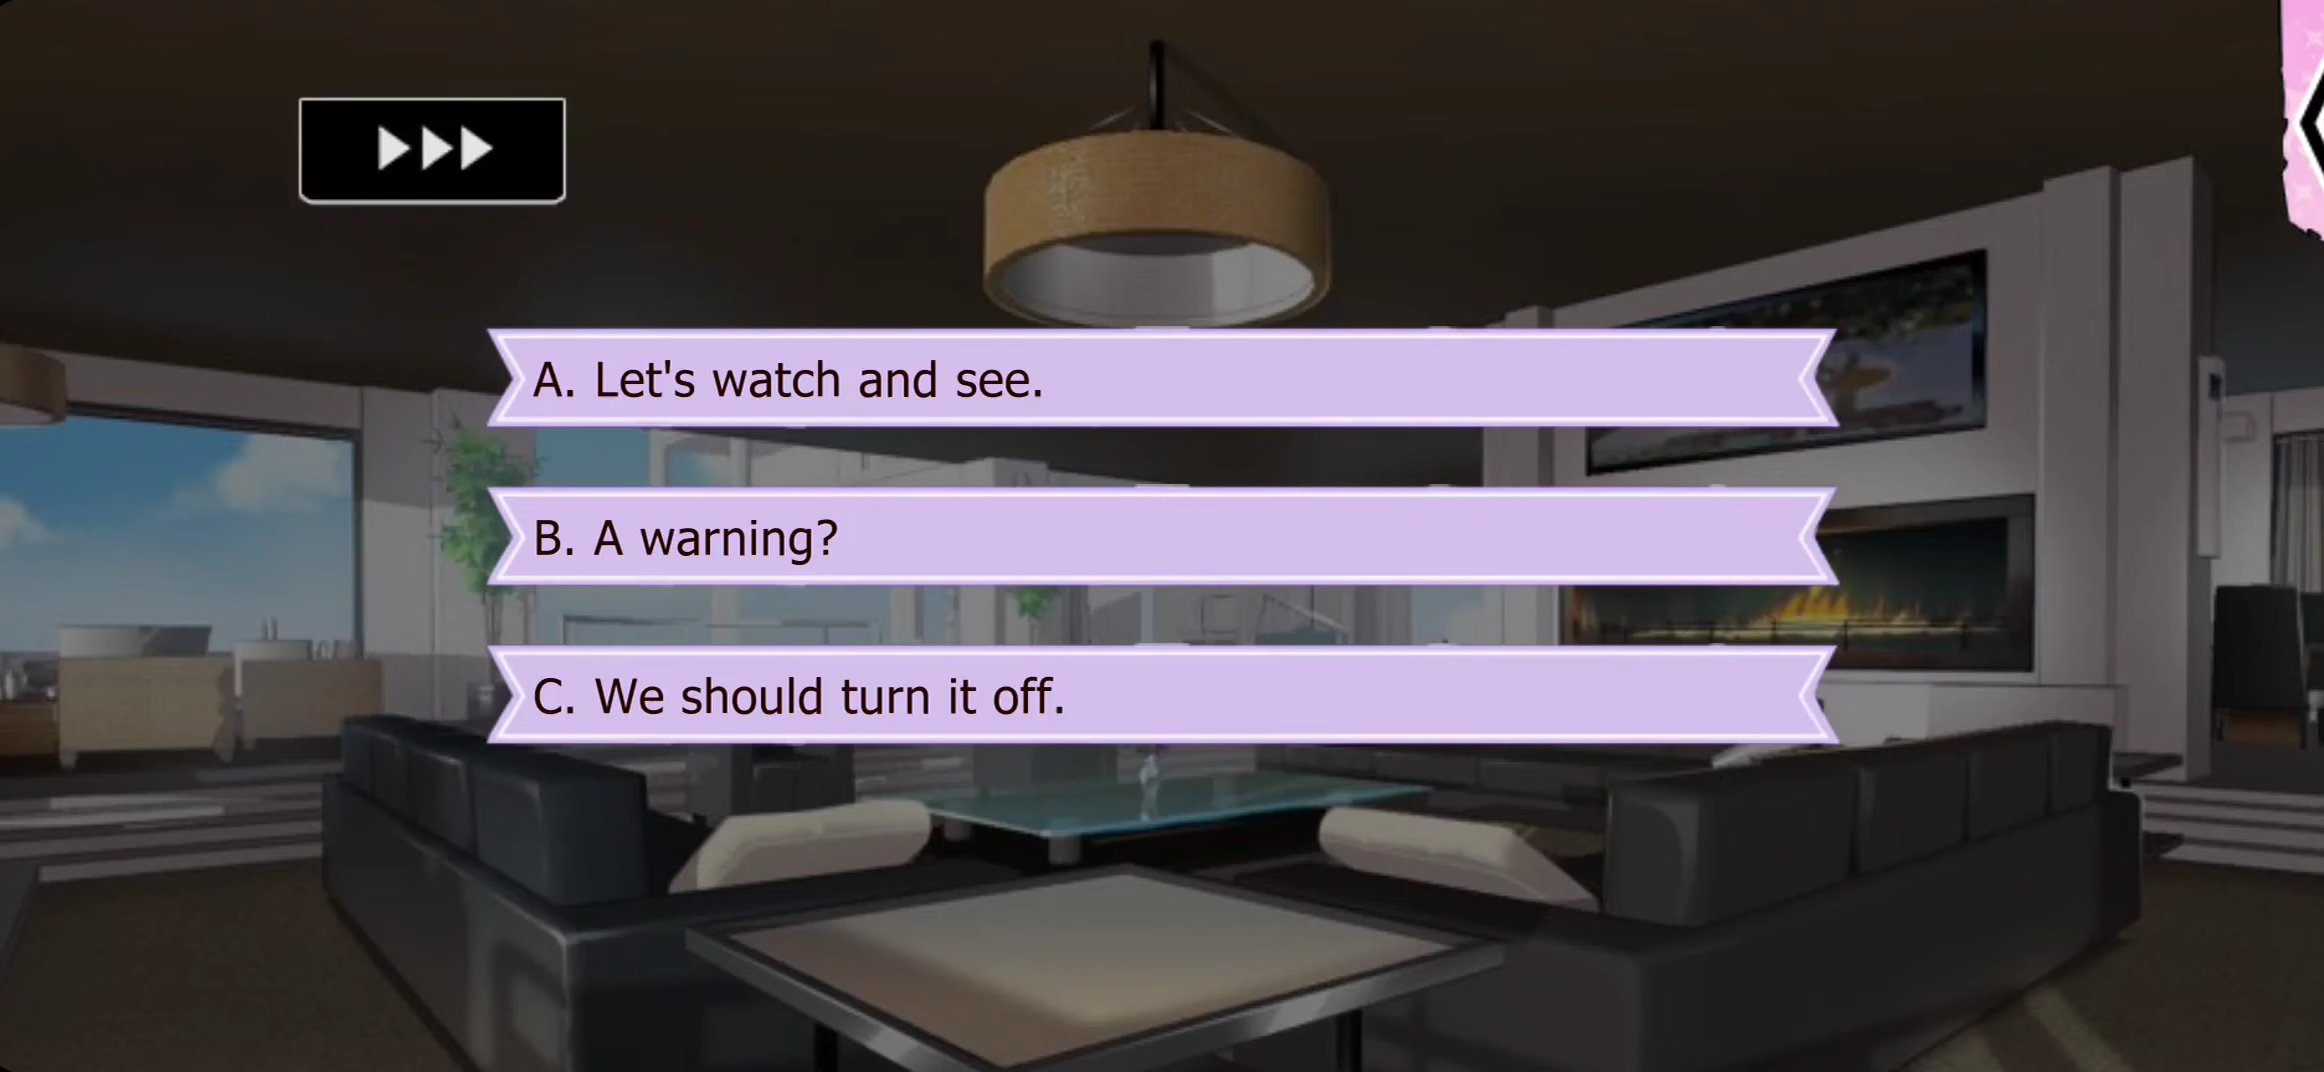 A. Let's watch and see.
B. A warning?
C. We should turn it off.